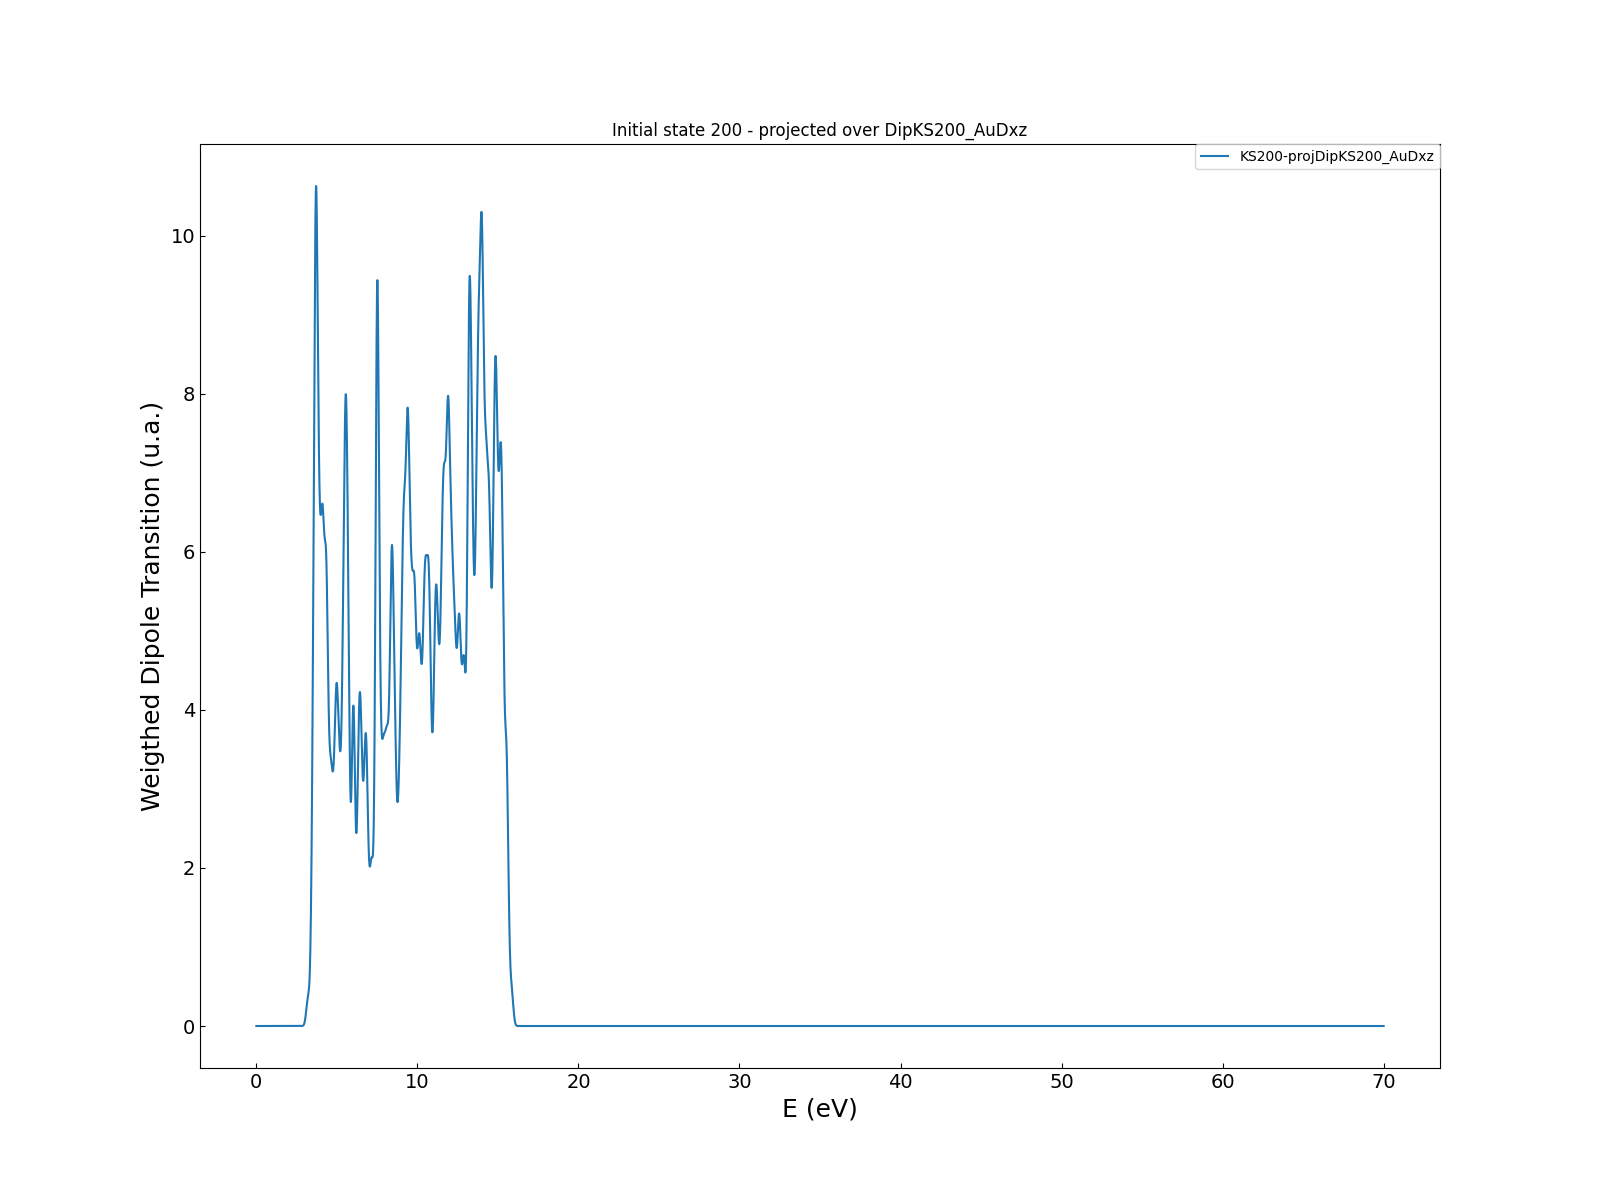 Initial state 200 - projected over DipKS200_AuDxz
KS200-projDipKS200_AuDxz
Weigthed Dipole Transition (u.a.)
10
8
6
4
2
0
0 10 20 30 40 50 60 70
E (eV)